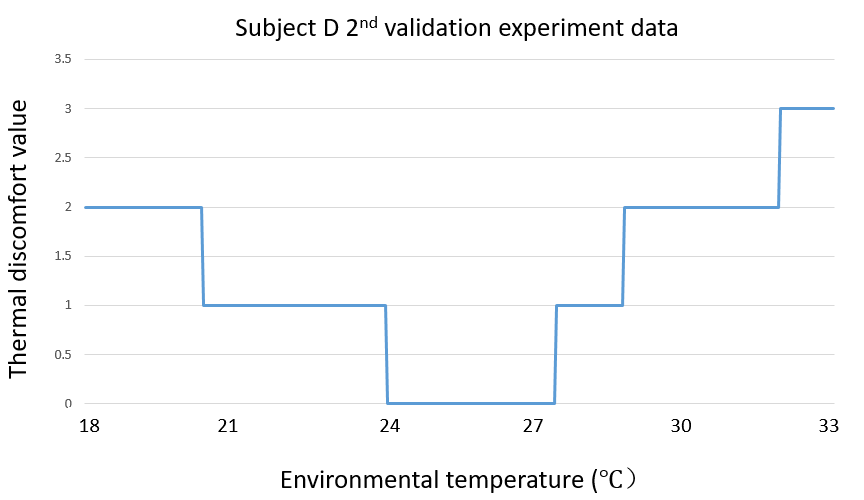 Subject D 2nd validation experiment data
Thermal discomfort value
3.5
3
2.5
2
1.5
1
0.5
0
18 21 24 27 30 33
Environmental temperature (℃）